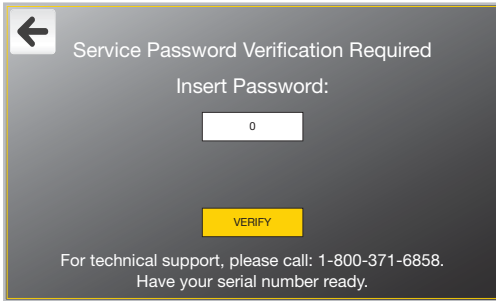 Service Password Verification Required
Insert Password:
0
VERIFY
For technical support, please call: 1-800-371-6858.
Have your serial number ready.